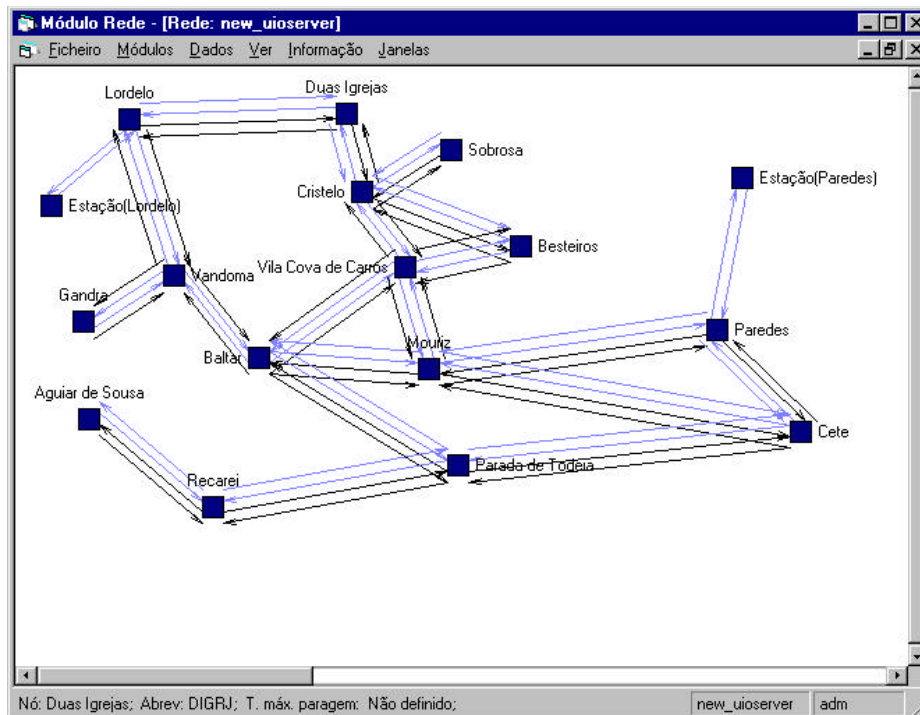 Módulo Rede - [Rede: new_uioserver]
Ficheiro Módulos Dados Ver Informação Janelas
Lordelo
Duas Igrejas
Sobrosa
Estação(Paredes)
Cristelo
Estação(Lordelo)
Besteiros
Vila Cova de Carros
Vandoma
Gandra
Paredes
Mouriz
Baltar
Aguiar de Sousa
Cete
Parada de Todeia
Recarei
Nó: Duas Igrejas; Abrev: DIGRJ; T. máx. paragem: Não definido;
new_uioserver
adm